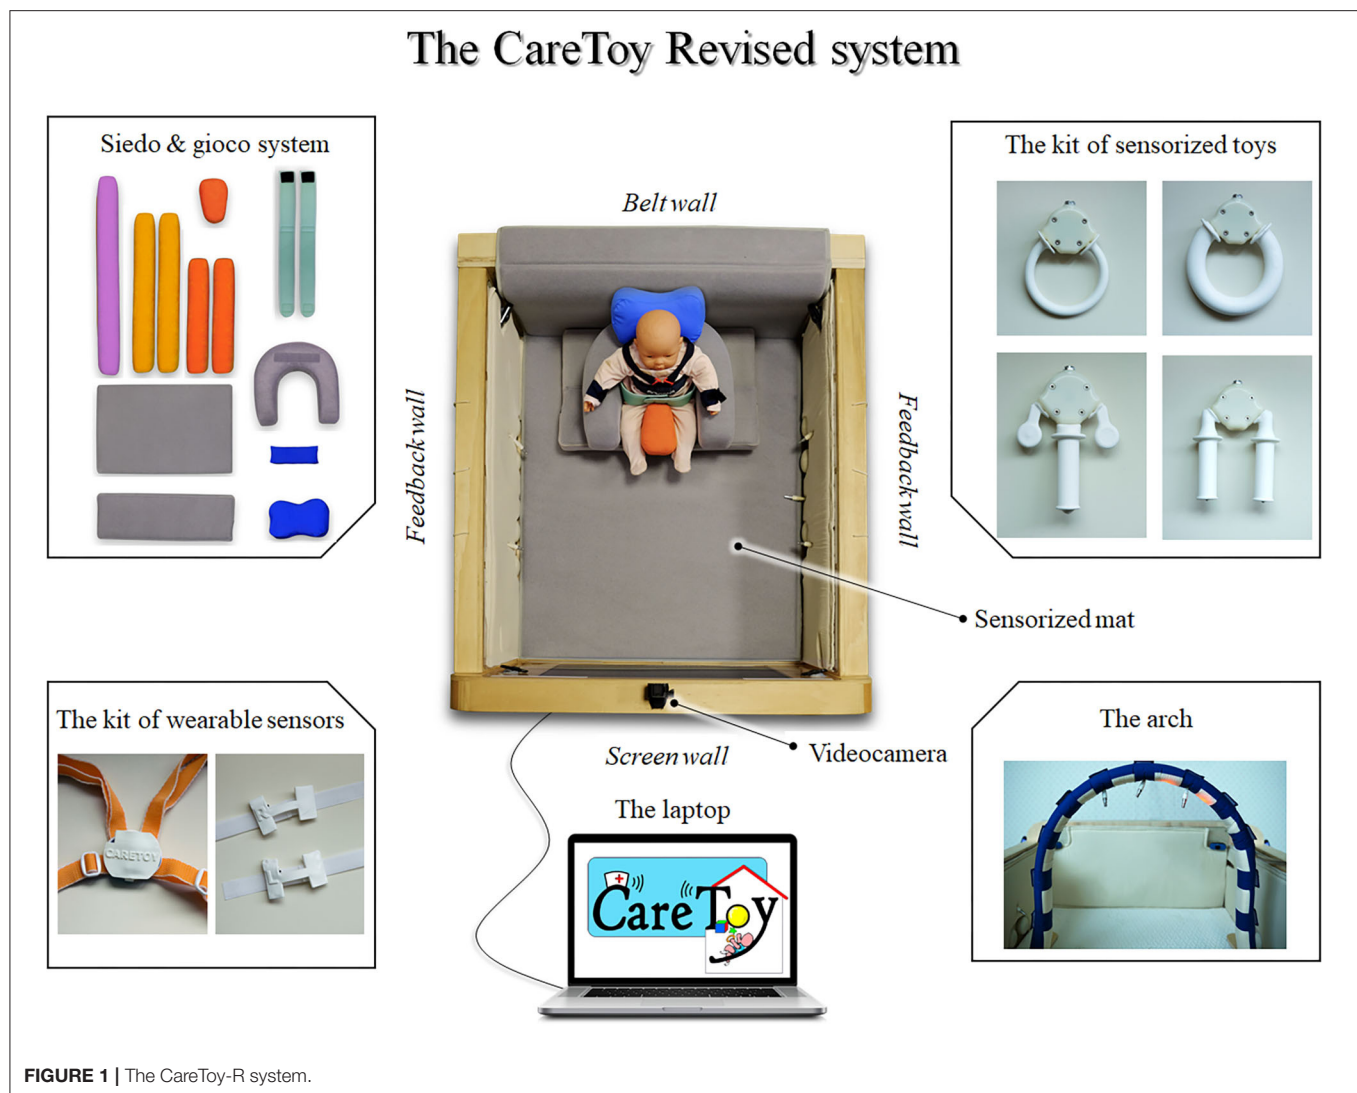 The CareToy Revised system
Siedo & gioco system
The kit of sensorized toys
Belt wall
Feedback wall
Feedback wall
Sensorized mat
The kit of wearable sensors
CARETOY
Videocamera
Screen wall
The arch
The laptop
CareToy
FIGURE 1 | The CareToy-R system.